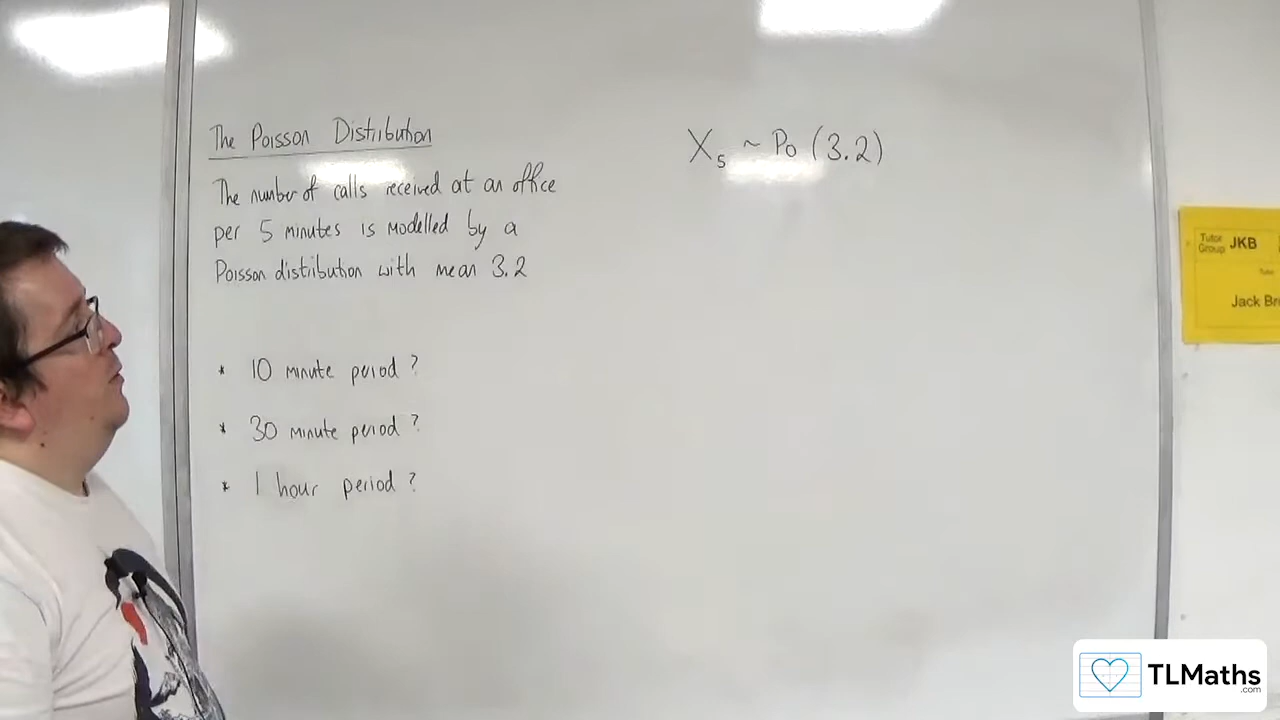 The Poisson Distribution
The number of calls received at an office
per 5 minutes is modelled by a
Poisson distribution with mean 3.2
* 10 minute period ?
* 30 minute period ?
* 1 hour period ?
X₅ ~ Po (3.2)
Tutor Group JKB
Jack Br
TLMaths
.com